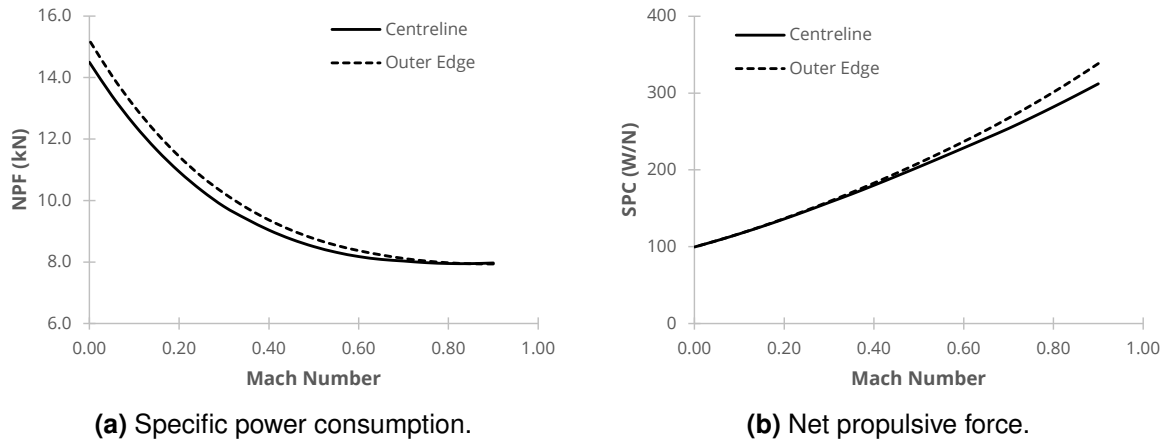 16.0
14.0
12.0
10.0
8.0
6.0
NPF (kN)
0.00 0.20 0.40 0.60 0.80 1.00
Mach Number
Centreline
Outer Edge
(a) Specific power consumption.
400
300
200
100
0
SPC (W/N)
0.00 0.20 0.40 0.60 0.80 1.00
Mach Number
Centreline
Outer Edge
(b) Net propulsive force.